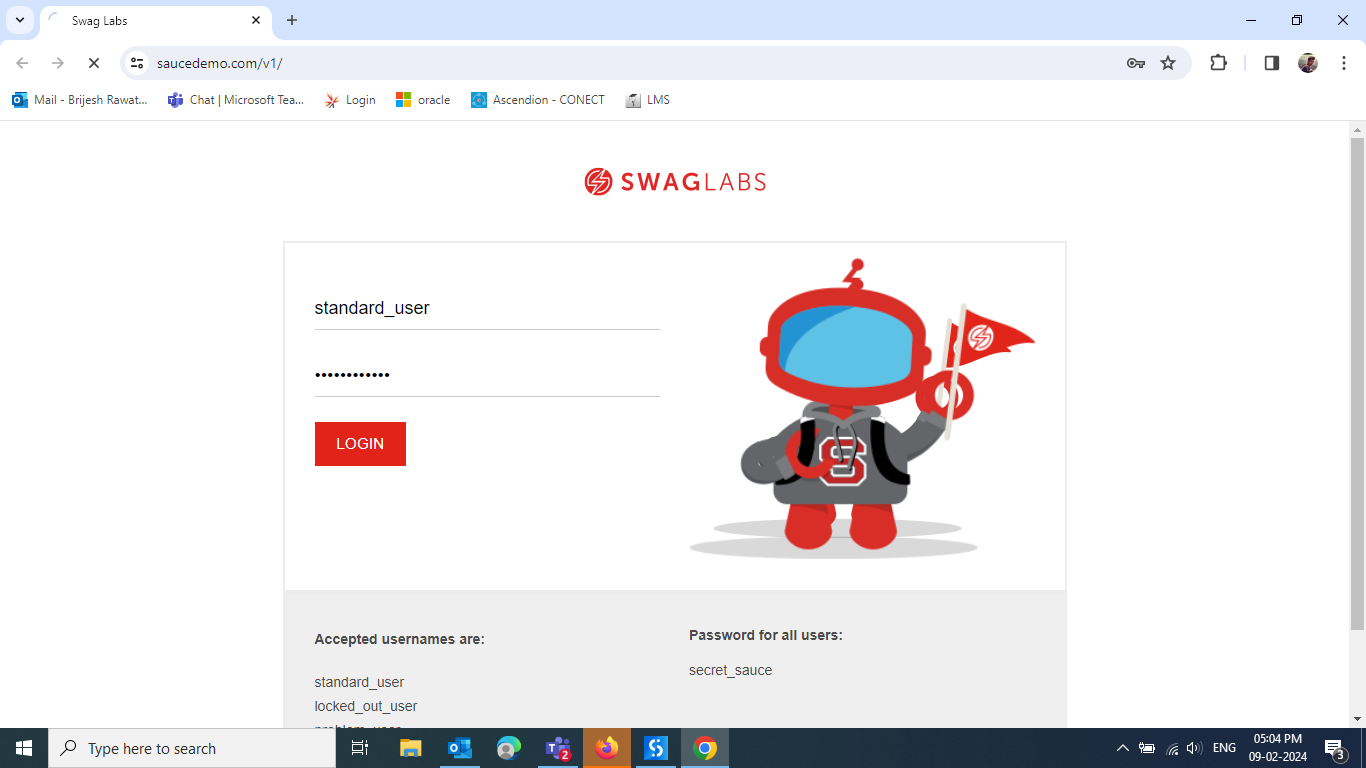 Swag Labs
saucedemo.com/v1/
Mail - Brijesh Rawat...
Chat | Microsoft Tea...
Login
oracle
Ascendion - CONECT
LMS
SWAGLABS
standard_user
••••••••••••
LOGIN
S
Accepted usernames are:
standard_user
locked_out_user
problem_user
Password for all users:
secret_sauce
Type here to search
2
ENG
05:04 PM
09-02-2024
3